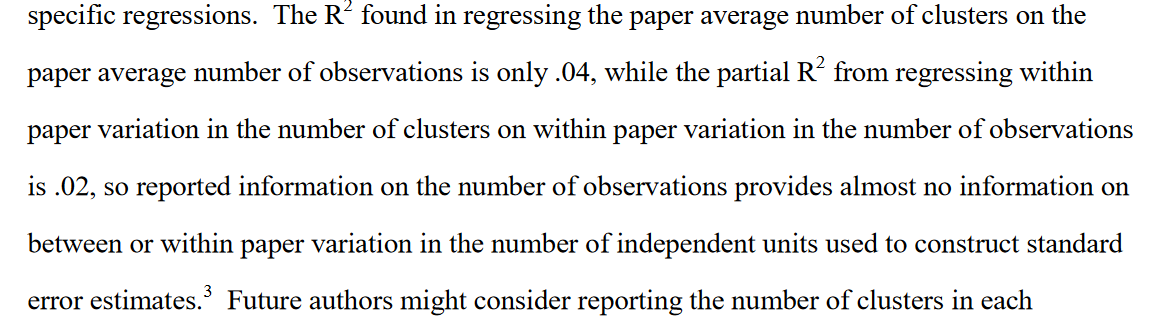 specific regressions.  The R² found in regressing the paper average number of clusters on the
paper average number of observations is only .04, while the partial R² from regressing within
paper variation in the number of clusters on within paper variation in the number of observations
is .02, so reported information on the number of observations provides almost no information on
between or within paper variation in the number of independent units used to construct standard
error estimates.³  Future authors might consider reporting the number of clusters in each